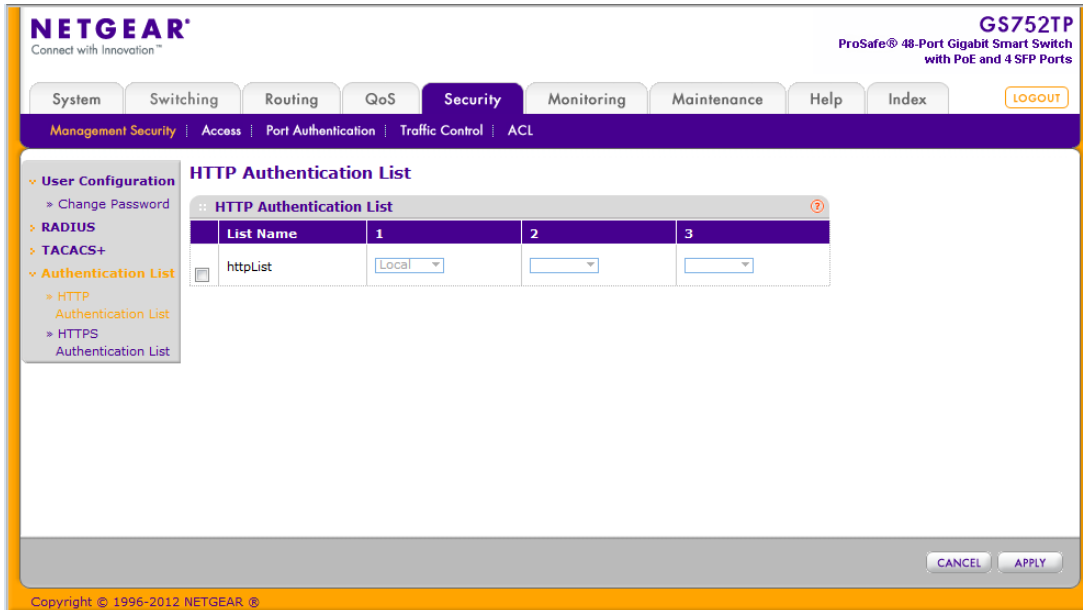 NETGEAR®
Connect with Innovation™
GS752TP
ProSafe® 48-Port Gigabit Smart Switch
with PoE and 4 SFP Ports
System Switching Routing QoS Security Monitoring Maintenance Help Index LOGOUT
Management Security Access Port Authentication Traffic Control ACL
User Configuration
» Change Password
RADIUS
TACACS+
Authentication List
» HTTP
Authentication List
» HTTPS
Authentication List
HTTP Authentication List
HTTP Authentication List ?
List Name 1 2 3
httpList Local
CANCEL APPLY
Copyright © 1996-2012 NETGEAR ®